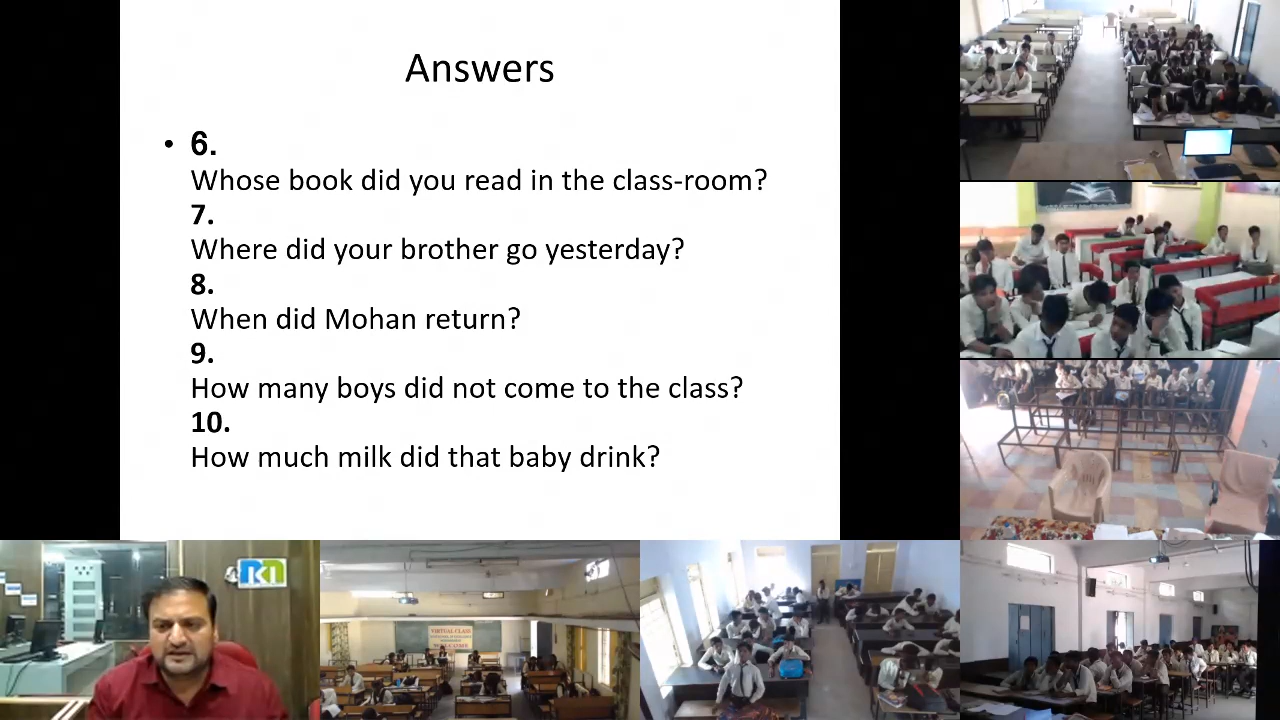 Answers
• 6.
Whose book did you read in the class-room?
7.
Where did your brother go yesterday?
8.
When did Mohan return?
9.
How many boys did not come to the class?
10.
How much milk did that baby drink?
VIRTUAL CLASS